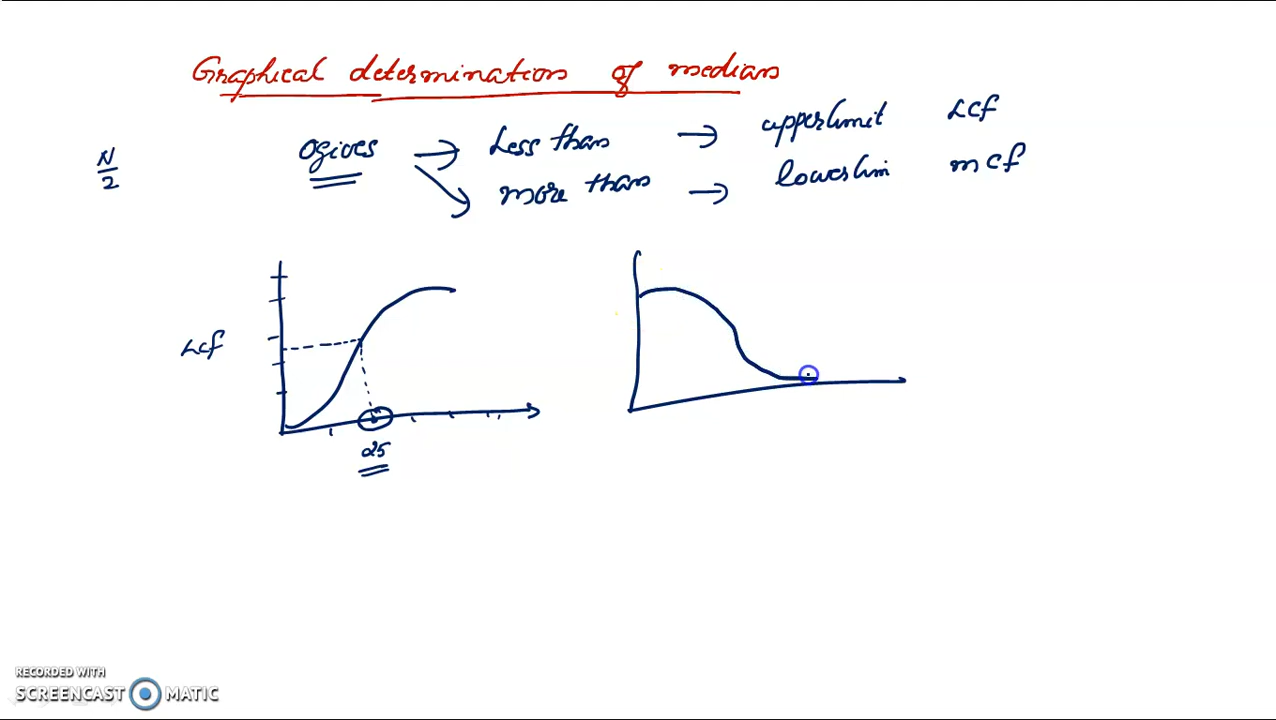 Graphical determination of median
N/2
ogives → Less than → upperlimit Lcf
more than → lowerlim mcf
Lcf
25
RECORDED WITH
SCREENCAST MATIC